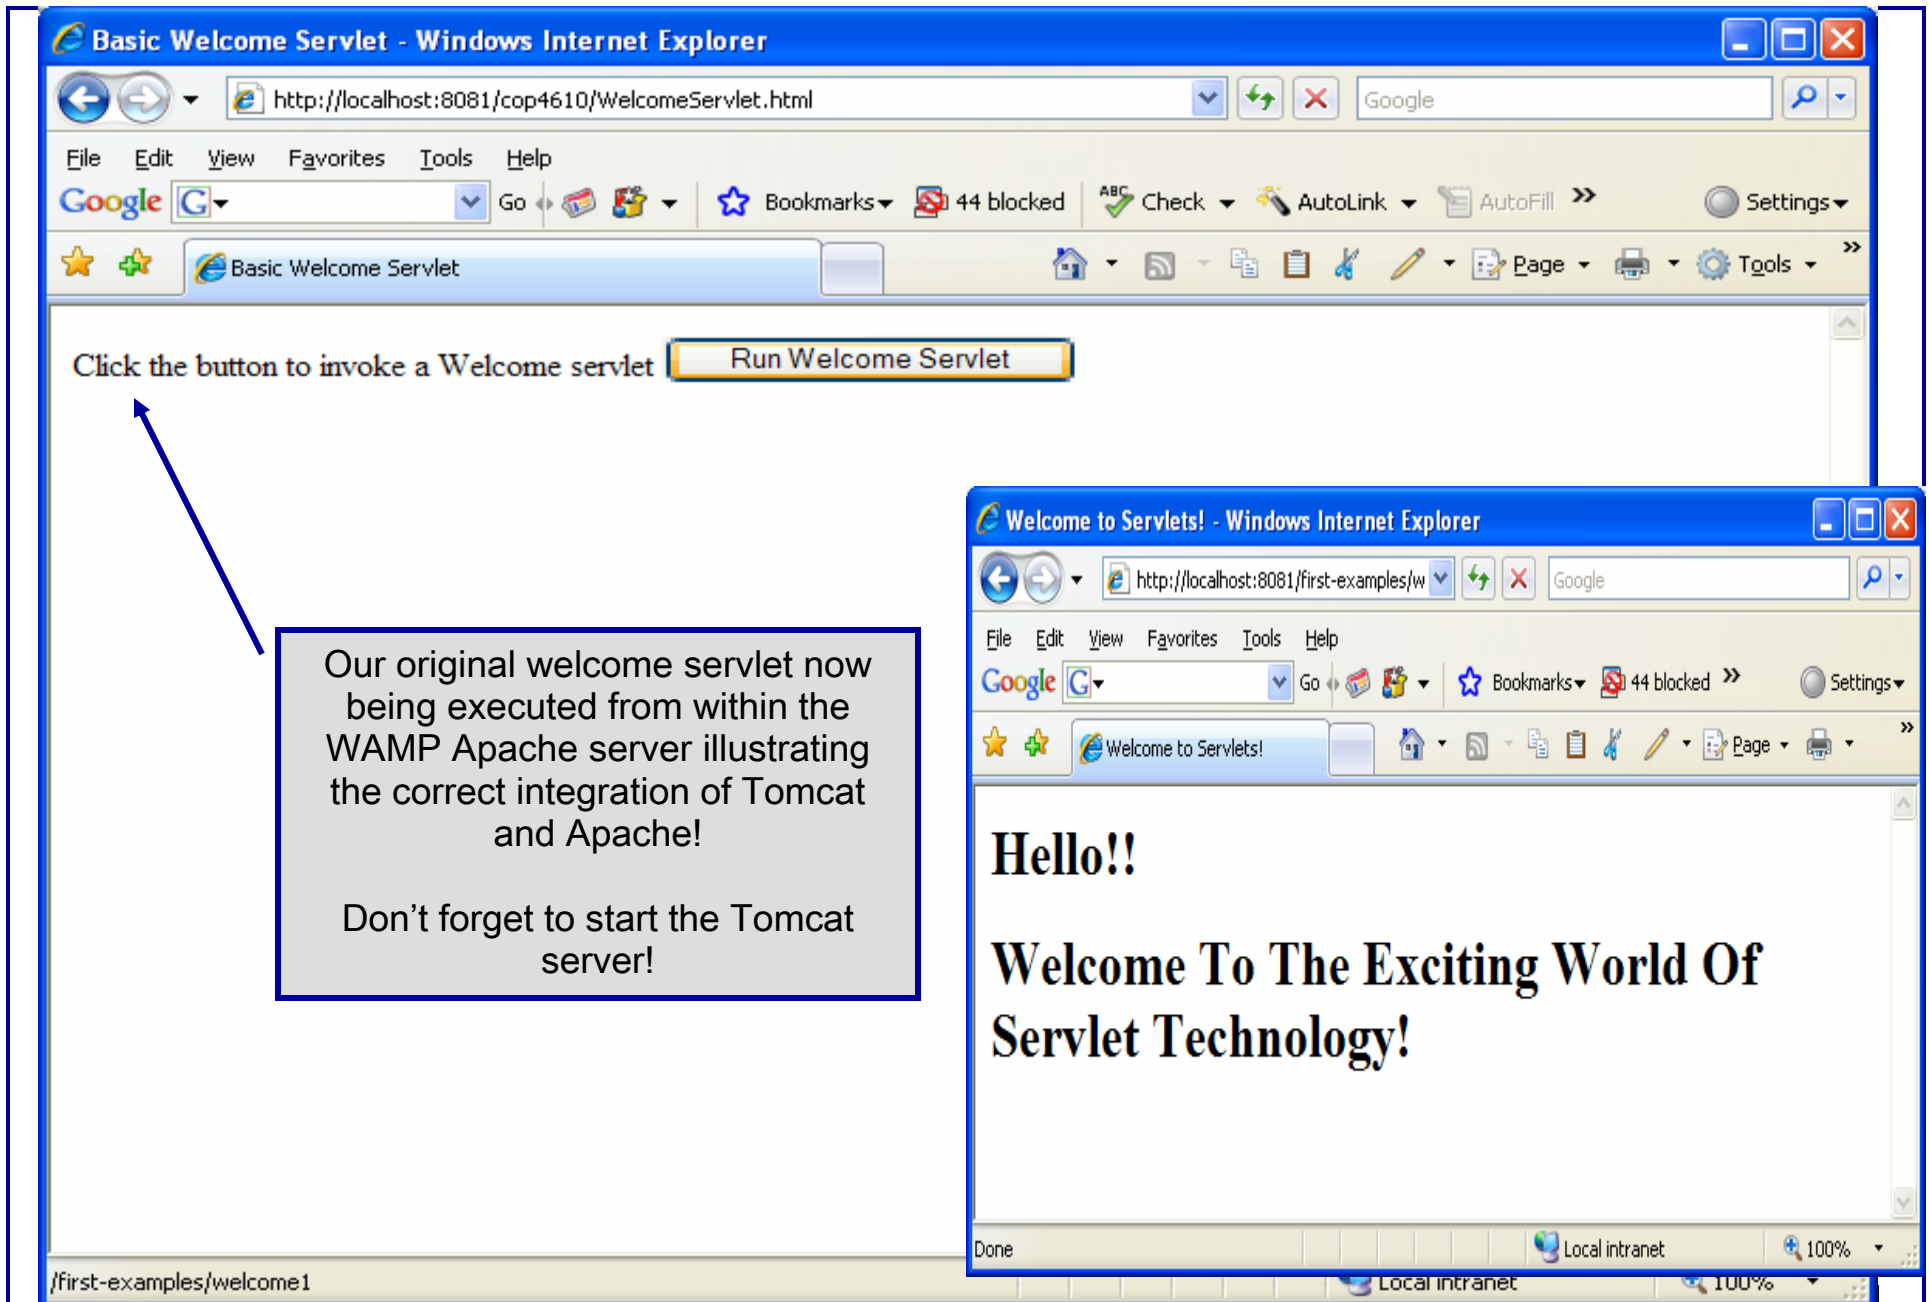 Basic Welcome Servlet - Windows Internet Explorer
http://localhost:8081/cop4610/WelcomeServlet.html
Google
File Edit View Favorites Tools Help
Google G Go Bookmarks 44 blocked ABC Check AutoLink AutoFill >> Settings
Basic Welcome Servlet Page Tools >>
Click the button to invoke a Welcome servlet Run Welcome Servlet
Our original welcome servlet now
being executed from within the
WAMP Apache server illustrating
the correct integration of Tomcat
and Apache!
Don’t forget to start the Tomcat
server!
Welcome to Servlets! - Windows Internet Explorer
http://localhost:8081/first-examples/w
Google
File Edit View Favorites Tools Help
Google G Go Bookmarks 44 blocked >> Settings
Welcome to Servlets! Page >>
Hello!!
Welcome To The Exciting World Of
Servlet Technology!
Done Local intranet 100%
/first-examples/welcome1 Local intranet 100%